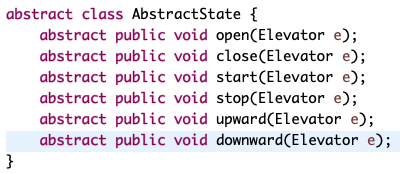 abstract class AbstractState {
    abstract public void open(Elevator e);
    abstract public void close(Elevator e);
    abstract public void start(Elevator e);
    abstract public void stop(Elevator e);
    abstract public void upward(Elevator e);
    abstract public void downward(Elevator e);
}